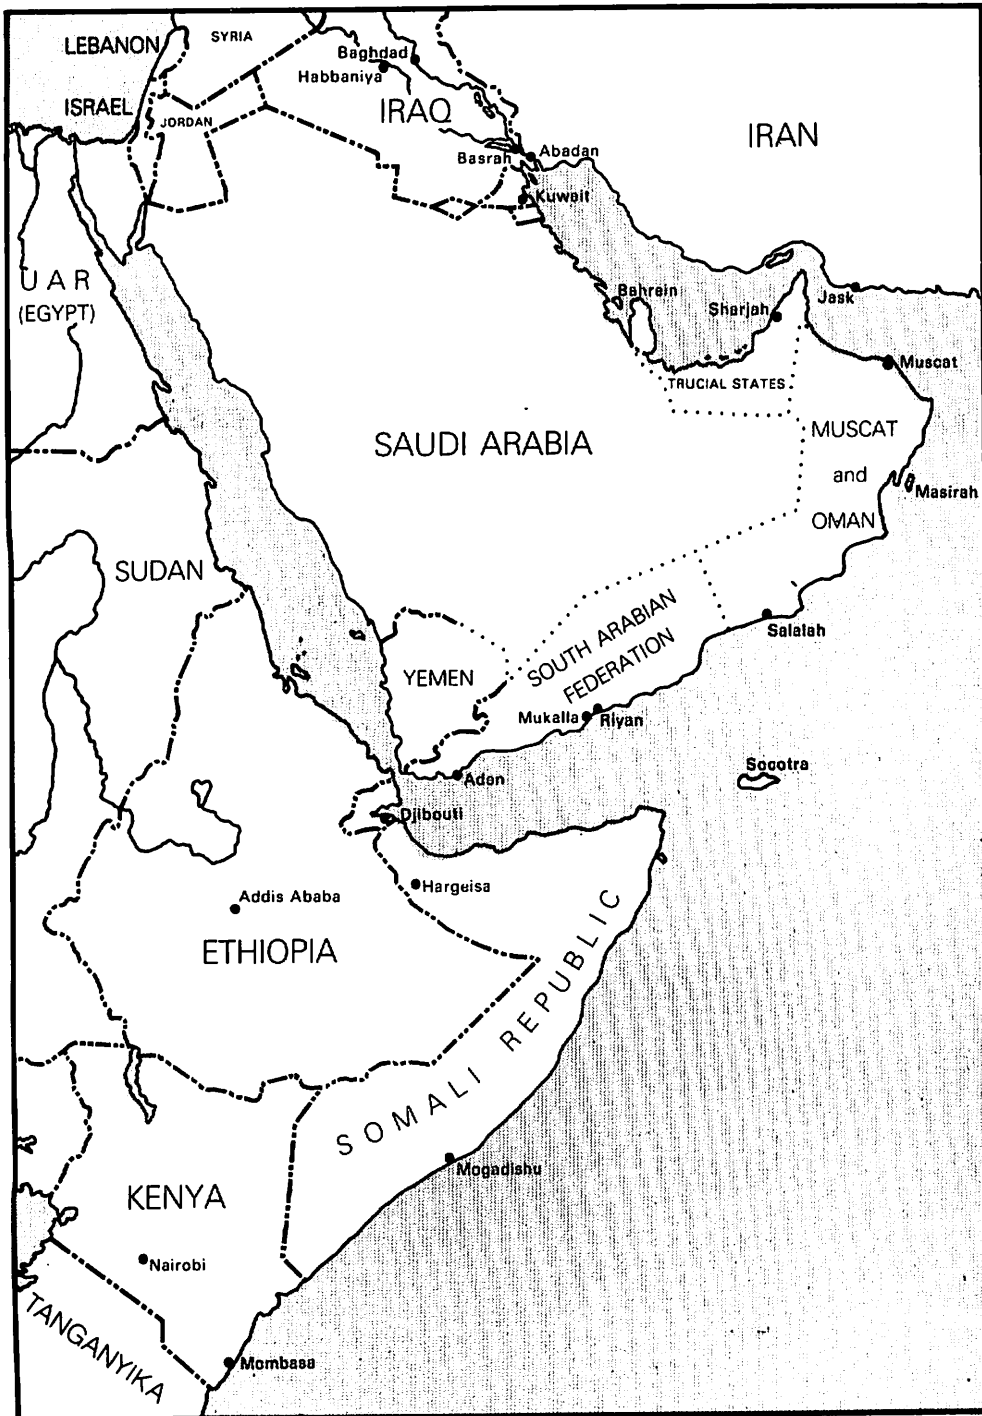 LEBANON
SYRIA
Baghdad
Habbaniya
ISRAEL
JORDAN
IRAQ
IRAN
Basrah
Abadan
Kuwait
U A R
(EGYPT)
Bahrein
Sharjah
Jask
Muscat
TRUCIAL STATES
SAUDI ARABIA
MUSCAT
and
OMAN
Masirah
SUDAN
YEMEN
SOUTH ARABIAN
FEDERATION
Salalah
Mukalla
Riyan
Aden
Socotra
Djibouti
Hargeisa
Addis Ababa
ETHIOPIA
SOMALI REPUBLIC
Mogadishu
KENYA
Nairobi
TANGANYIKA
Mombasa